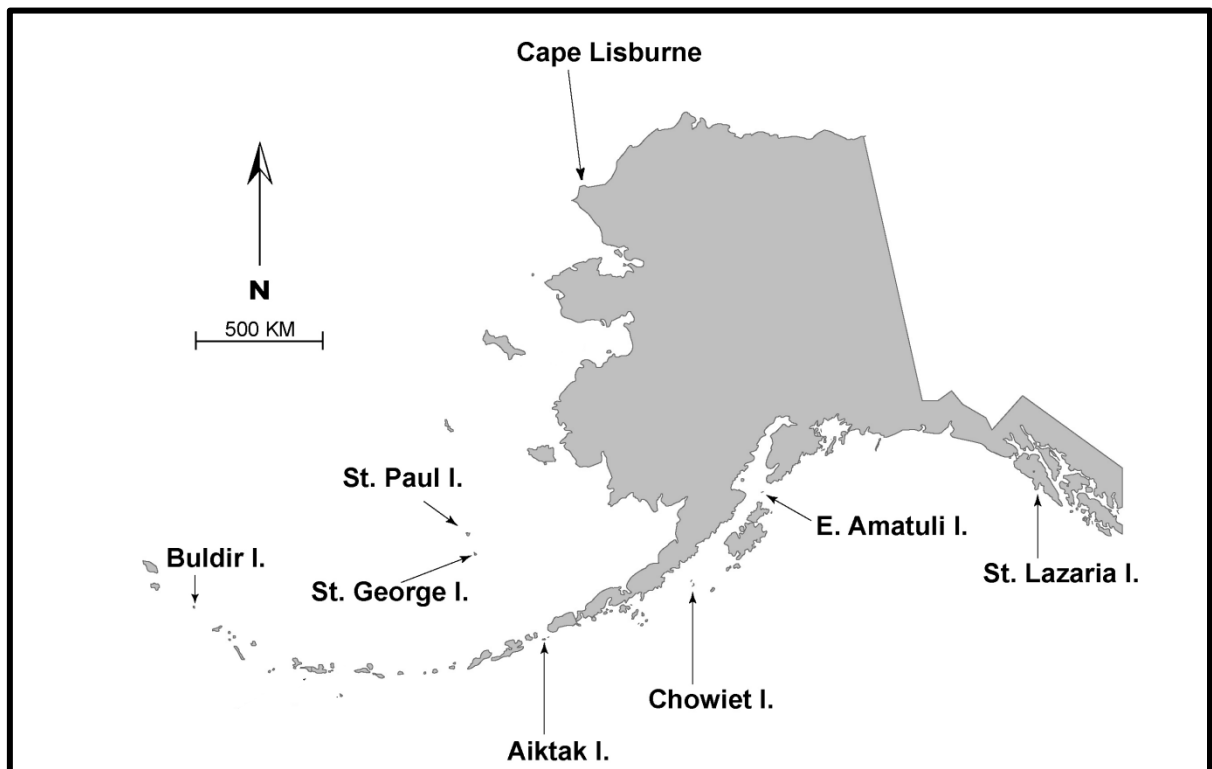 Cape Lisburne
N
500 KM
St. Paul I.
E. Amatuli I.
Buldir I.
St. George I.
St. Lazaria I.
Chowiet I.
Aiktak I.